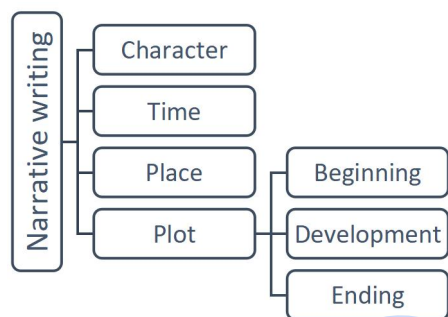 Narrative writing
Character
Time
Place
Plot
Beginning
Development
Ending